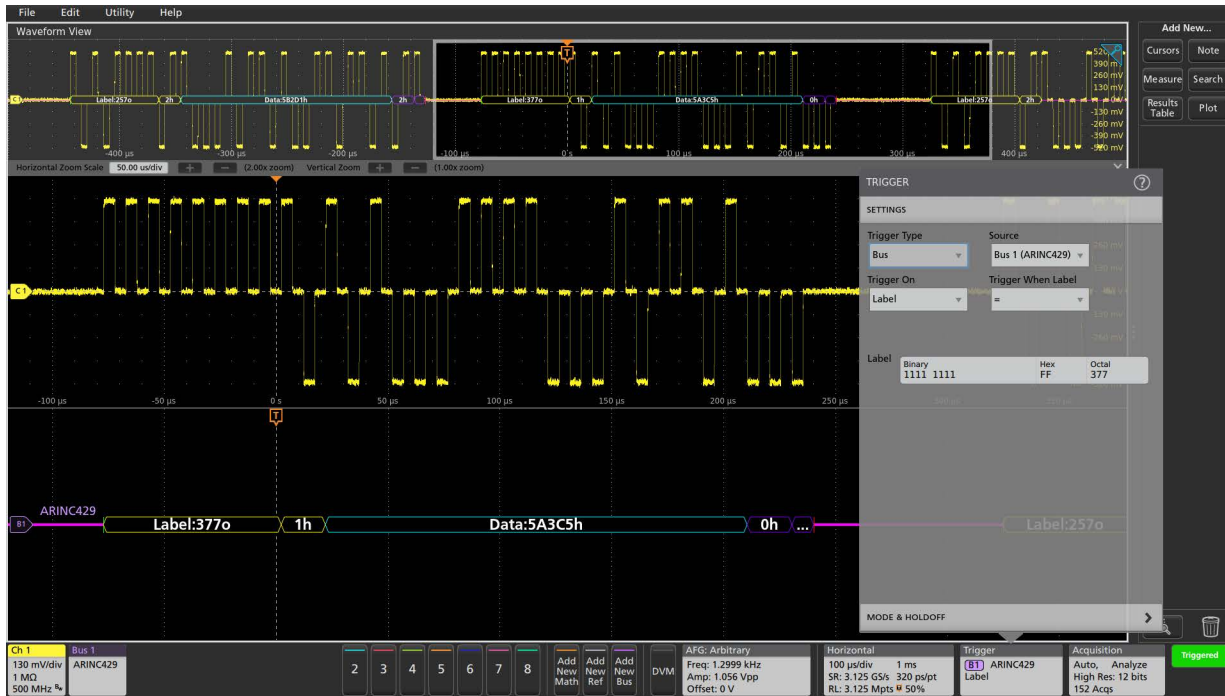 File Edit Utility Help
Waveform View
Add New...
Cursors Note
Measure Search
Results Table Plot
390 m
260 mV
130 mV
-130 mV
-260 mV
-390 mV
-520 mV
C1
Label:257o 2h Data:5B2D1h 2h Label:377o 1h Data:5A3C5h 0h Label:257o 2h
-400 µs -300 µs -200 µs -100 µs 0 s 100 µs 200 µs 300 µs 400 µs
Horizontal Zoom Scale 50.00 us/div + — (2.00x zoom) Vertical Zoom + — (1.00x zoom)
TRIGGER ?
SETTINGS
Trigger Type Source
Bus Bus 1 (ARINC429)
Trigger On Trigger When Label
Label =
Label
Binary Hex Octal
1111 1111 FF 377
MODE & HOLDOFF
C1
-100 µs -50 µs 0 s 50 µs 100 µs 150 µs 200 µs 250 µs
T
ARINC429
B1 Label:377o 1h Data:5A3C5h 0h ... Label:257o
Ch 1
130 mV/div
1 MΩ
500 MHz Bw
Bus 1
ARINC429
2 3 4 5 6 7 8
Add New Math
Add New Ref
Add New Bus
DVM
AFG: Arbitrary
Freq: 1.2999 kHz
Amp: 1.056 Vpp
Offset: 0 V
Horizontal
100 µs/div 1 ms
SR: 3.125 GS/s 320 ps/pt
RL: 3.125 Mpts 50%
Trigger
B1 ARINC429
Label
Acquisition
Auto, Analyze
High Res: 12 bits
152 Acqs
Triggered